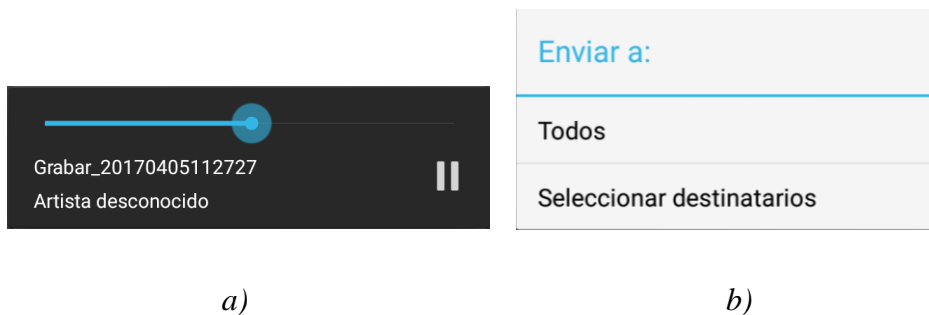 Grabar_20170405112727
Artista desconocido
a)
Enviar a:
Todos
Seleccionar destinatarios
b)